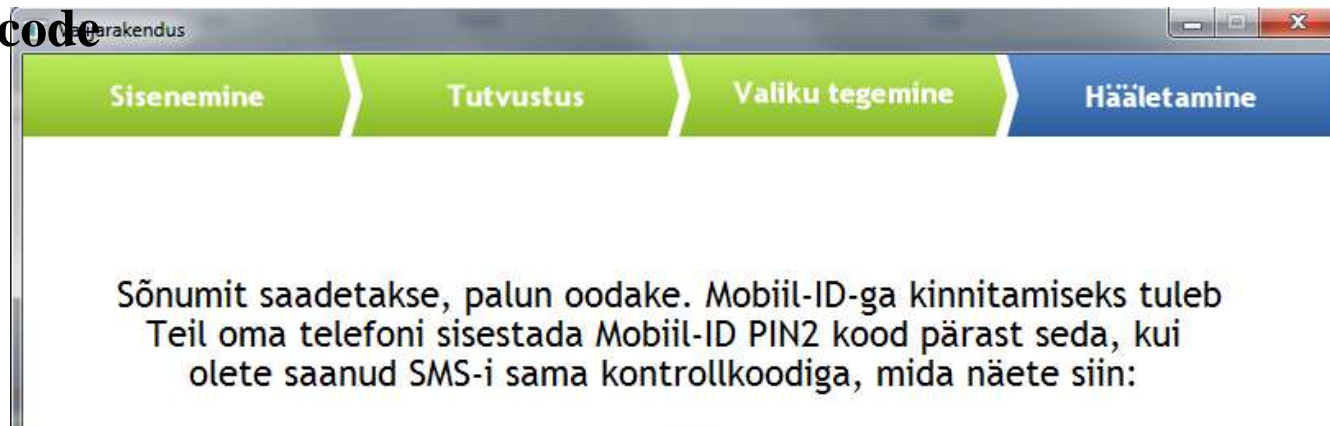 code
Sisenemine
Tutvustus
Valiku tegemine
Hääletamine
Sõnumit saadetakse, palun oodake. Mobiil-ID-ga kinnitamiseks tuleb
Teil oma telefoni sisestada Mobiil-ID PIN2 kood pärast seda, kui
olete saanud SMS-i sama kontrollkoodiga, mida näete siin: